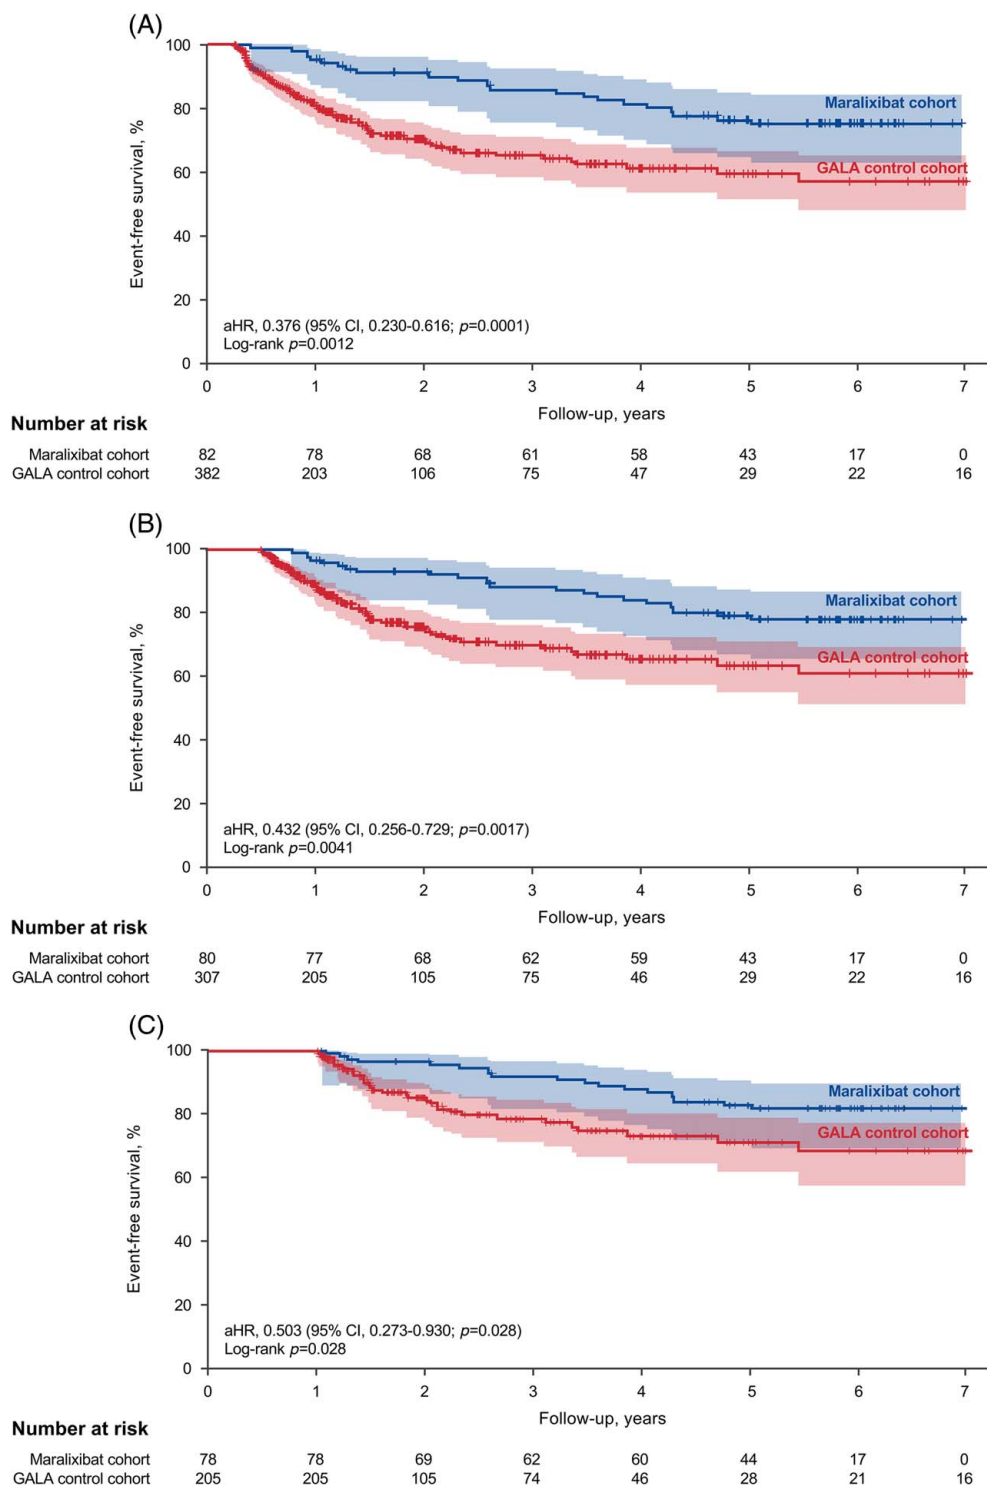 (A)
100
80
60
40
20
0
Event-free survival, %
Maralixibat cohort
GALA control cohort
aHR, 0.376 (95% CI, 0.230-0.616; p=0.0001)
Log-rank p=0.0012
0 1 2 3 4 5 6 7
Follow-up, years
Number at risk
Maralixibat cohort 82 78 68 61 58 43 17 0
GALA control cohort 382 203 106 75 47 29 22 16
(B)
100
80
60
40
20
0
Event-free survival, %
Maralixibat cohort
GALA control cohort
aHR, 0.432 (95% CI, 0.256-0.729; p=0.0017)
Log-rank p=0.0041
0 1 2 3 4 5 6 7
Follow-up, years
Number at risk
Maralixibat cohort 80 77 68 62 59 43 17 0
GALA control cohort 307 205 105 75 46 29 22 16
(C)
100
80
60
40
20
0
Event-free survival, %
Maralixibat cohort
GALA control cohort
aHR, 0.503 (95% CI, 0.273-0.930; p=0.028)
Log-rank p=0.028
0 1 2 3 4 5 6 7
Follow-up, years
Number at risk
Maralixibat cohort 78 78 69 62 60 44 17 0
GALA control cohort 205 205 105 74 46 28 21 16